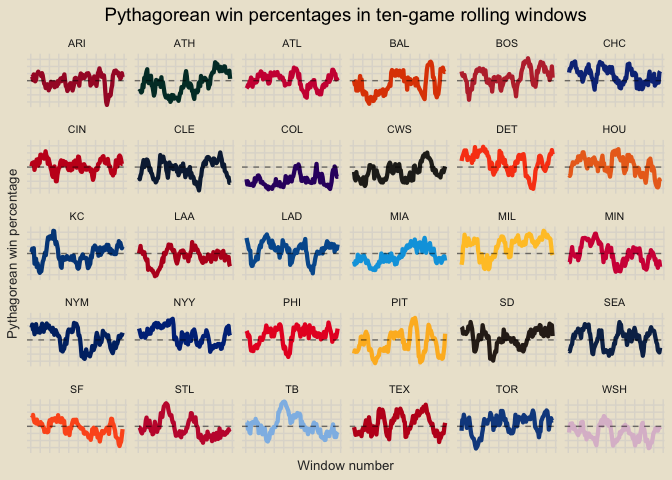 Pythagorean win percentages in ten-game rolling windows
ARI ATH ATL BAL BOS CHC
CIN CLE COL CWS DET HOU
KC LAA LAD MIA MIL MIN
NYM NYY PHI PIT SD SEA
SF STL TB TEX TOR WSH
Pythagorean win percentage
Window number